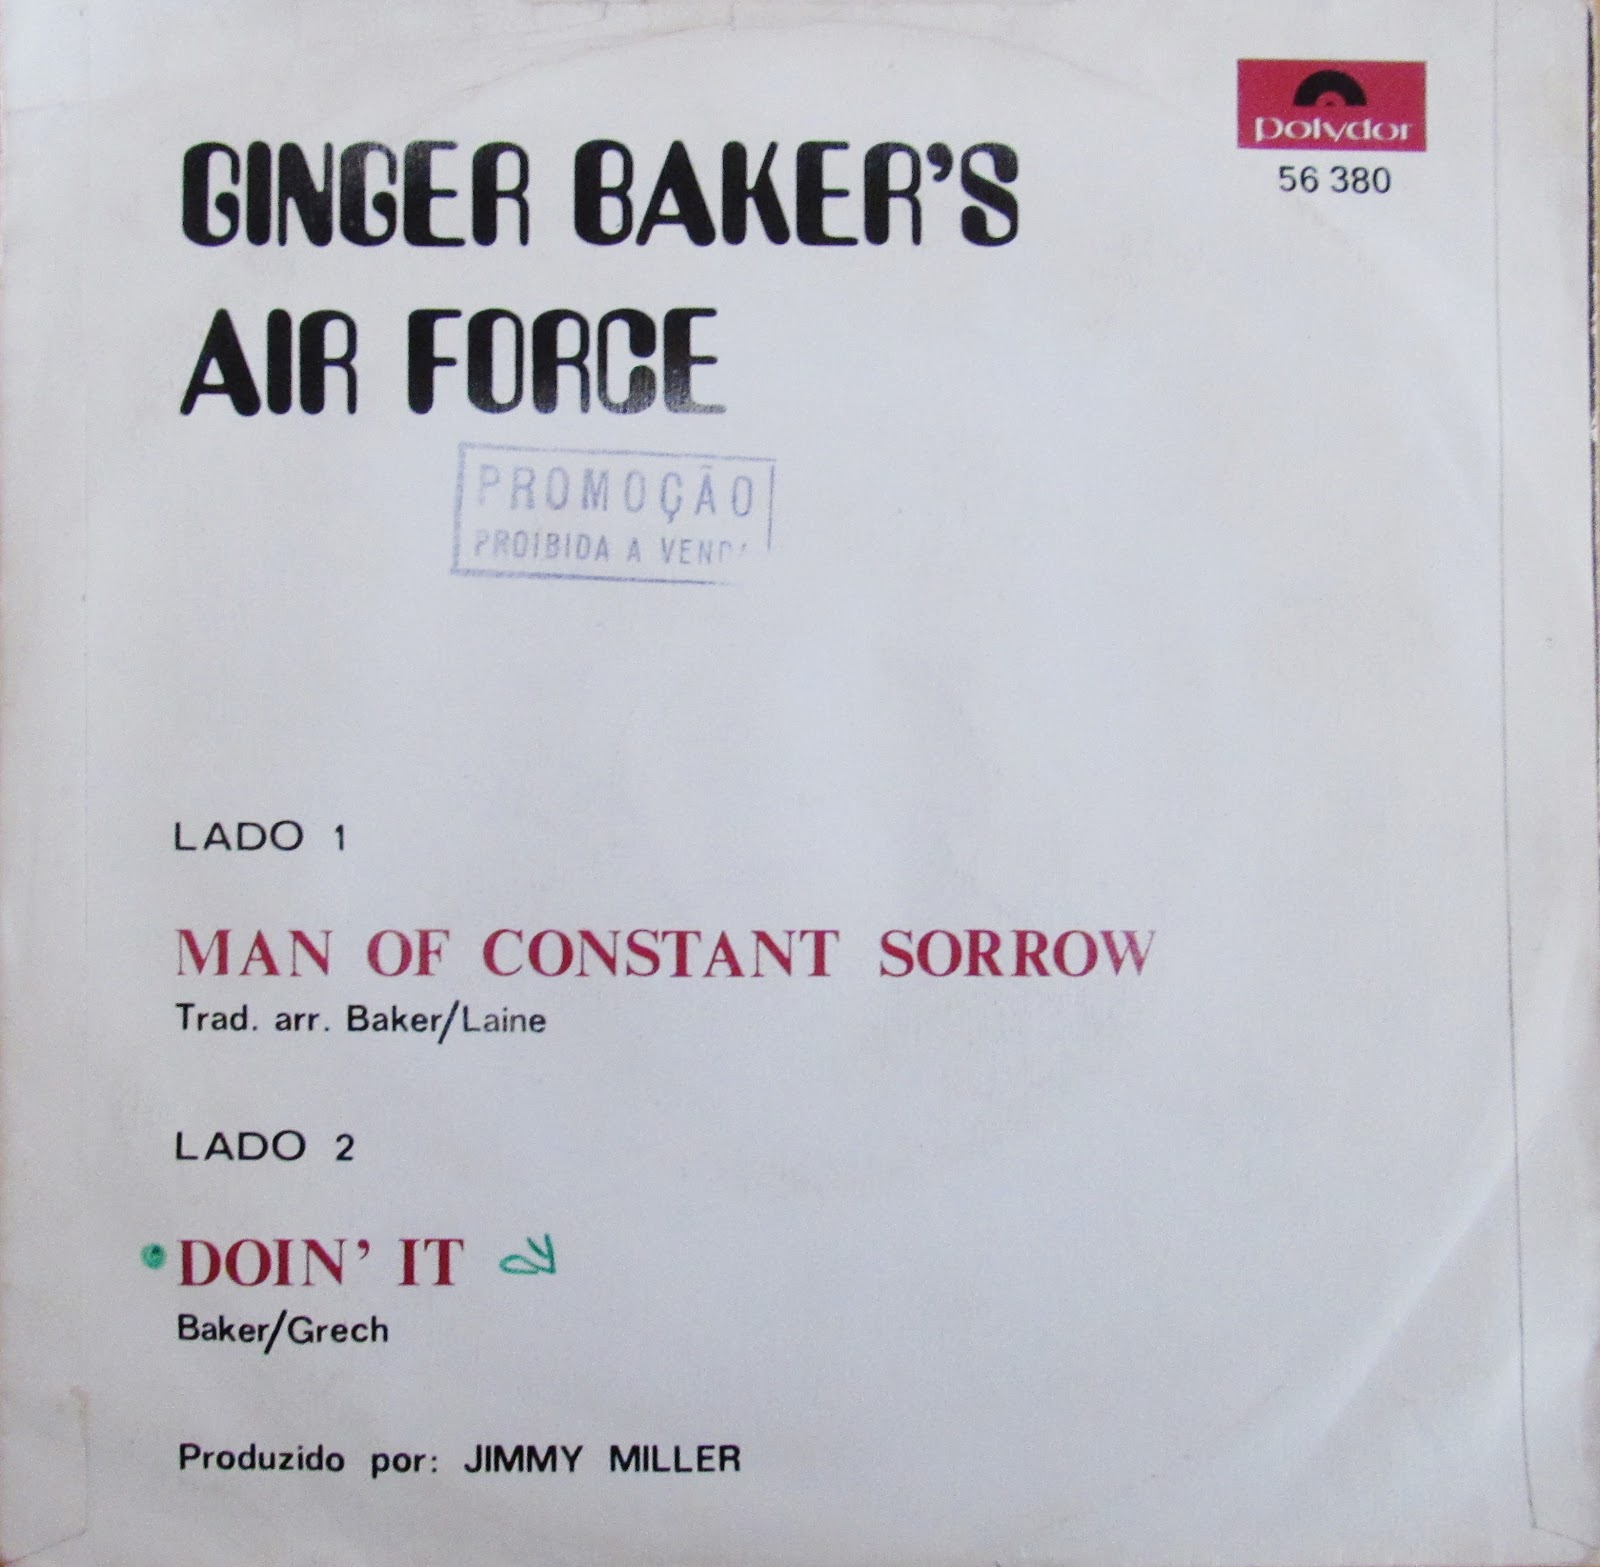 polydor
56 380
GINGER BAKER'S
AIR FORCE
PROMOÇÃO
PROIBIDA A
LADO 1
MAN OF CONSTANT SORROW
Trad. arr. Baker/Laine
LADO 2
DOIN' IT
Baker/Grech
Produzido por: JIMMY MILLER